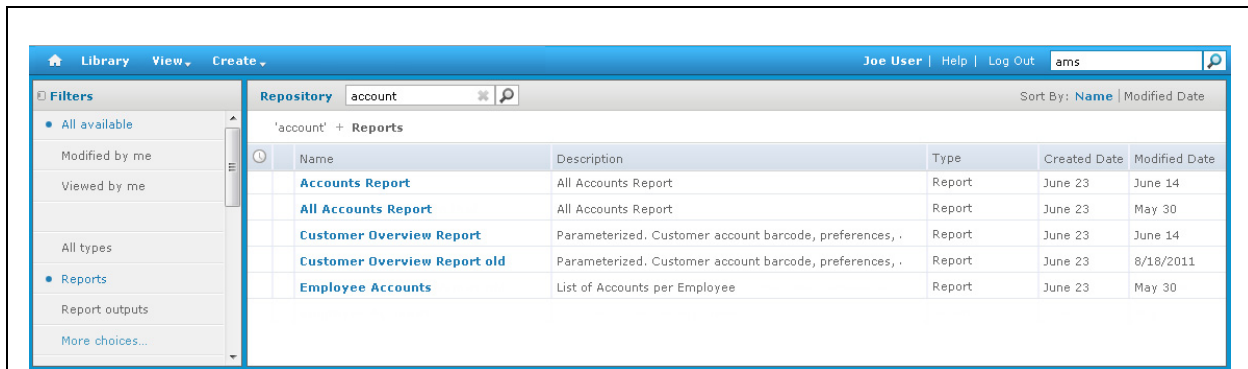 Library View Create Joe User | Help | Log Out ams
Filters
All available
Modified by me
Viewed by me
All types
Reports
Report outputs
More choices...
Repository account Sort By: Name | Modified Date
'account' + Reports
Name Description Type Created Date Modified Date
Accounts Report All Accounts Report Report June 23 June 14
All Accounts Report All Accounts Report Report June 23 May 30
Customer Overview Report Parameterized. Customer account barcode, preferences, Report June 23 June 14
Customer Overview Report old Parameterized. Customer account barcode, preferences, Report June 23 8/18/2011
Employee Accounts List of Accounts per Employee Report June 23 May 30